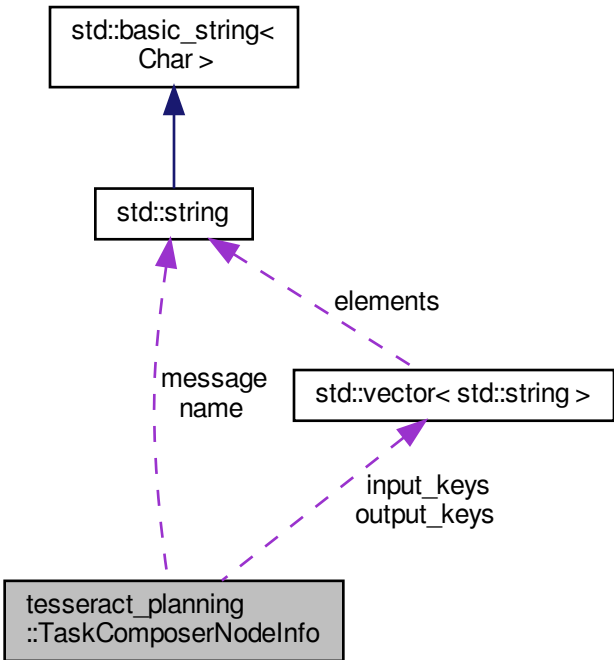 std::basic_string<
Char >
std::string
elements
message
name
std::vector< std::string >
input_keys
output_keys
tesseract_planning
::TaskComposerNodeInfo